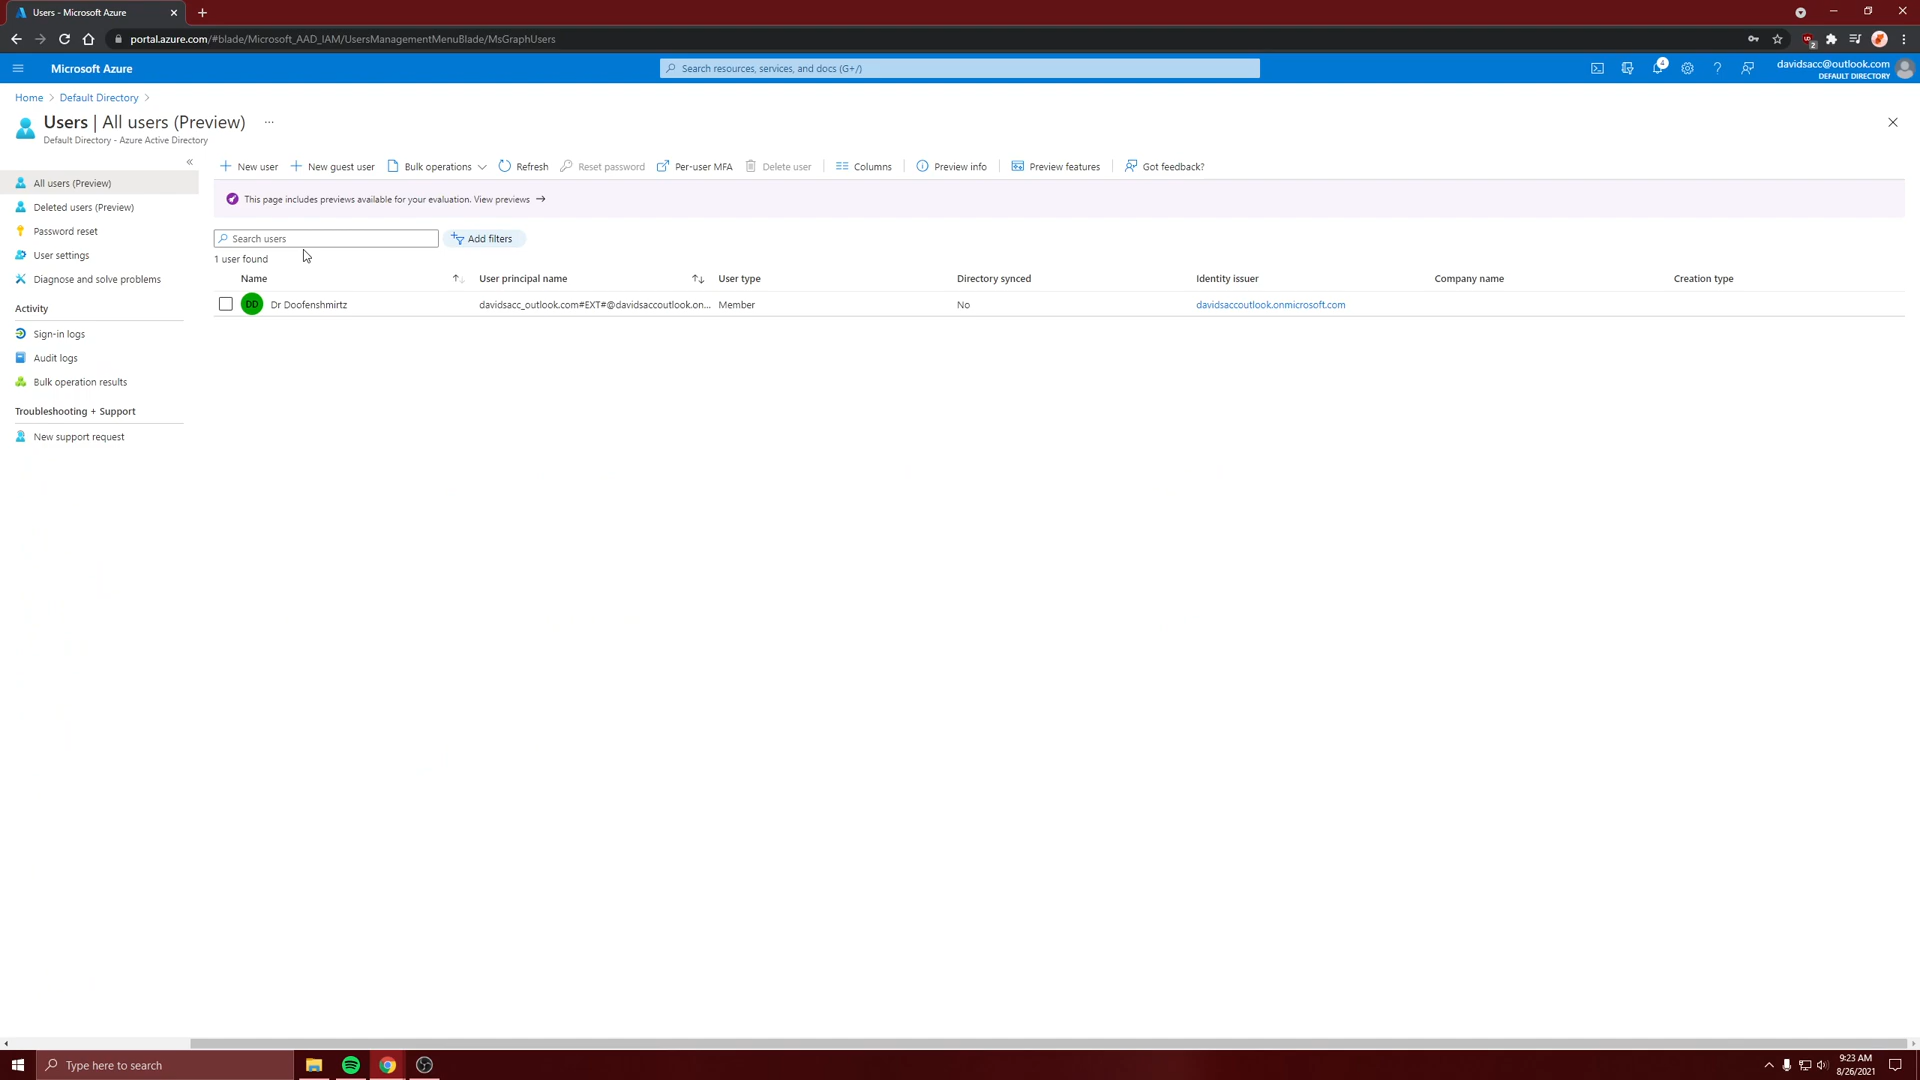 Users - Microsoft Azure
portal.azure.com/#blade/Microsoft_AAD_IAM/UsersManagementMenuBlade/MsGraphUsers
2
Microsoft Azure
Search resources, services, and docs (G+/)
4
davidsacc@outlook.com
DEFAULT DIRECTORY
Home > Default Directory >
Users | All users (Preview) ...
Default Directory - Azure Active Directory
«
All users (Preview)
Deleted users (Preview)
Password reset
User settings
Diagnose and solve problems
Activity
Sign-in logs
Audit logs
Bulk operation results
Troubleshooting + Support
New support request
New user
New guest user
Bulk operations
Refresh
Reset password
Per-user MFA
Delete user
Columns
Preview info
Preview features
Got feedback?
This page includes previews available for your evaluation. View previews →
Search users
Add filters
1 user found
Name User principal name User type Directory synced Identity issuer Company name Creation type
DD Dr Doofenshmirtz davidsacc_outlook.com#EXT#@davidsaccoutlook.on... Member No davidsaccoutlook.onmicrosoft.com
Type here to search
9:23 AM
8/26/2021